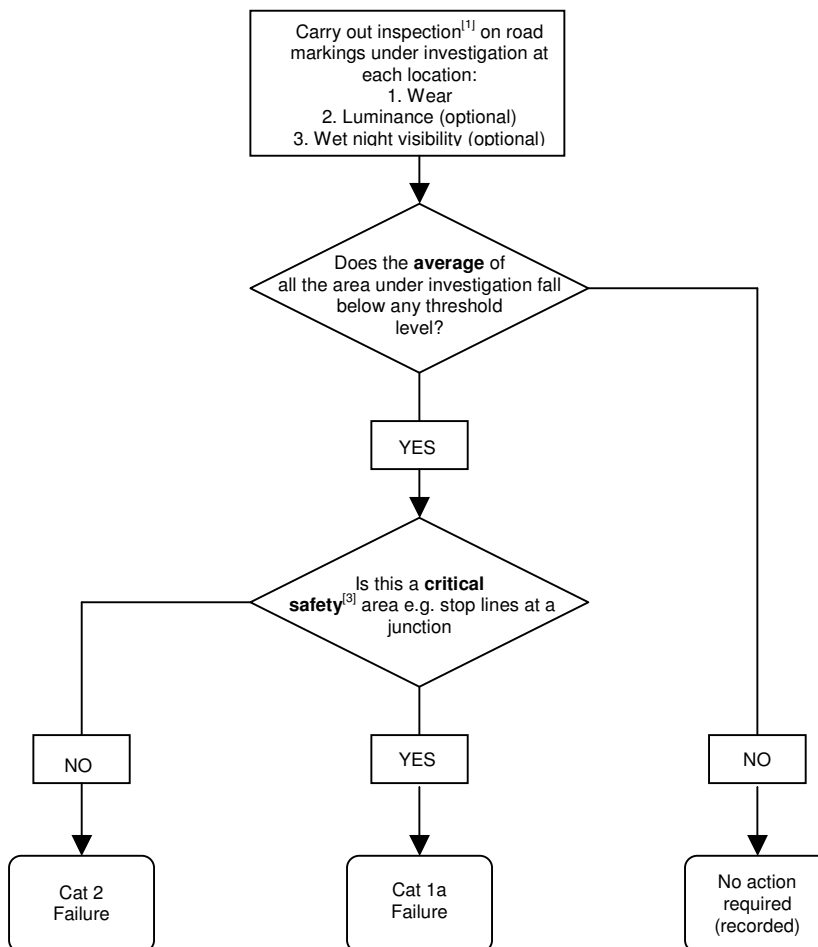 Carry out inspection[1] on road
markings under investigation at
each location:
1. Wear
2. Luminance (optional)
3. Wet night visibility (optional)
Does the average of
all the area under investigation fall
below any threshold
level?
YES
Is this a critical
safety[3] area e.g. stop lines at a
junction
NO
YES
NO
Cat 2
Failure
Cat 1a
Failure
No action
required
(recorded)